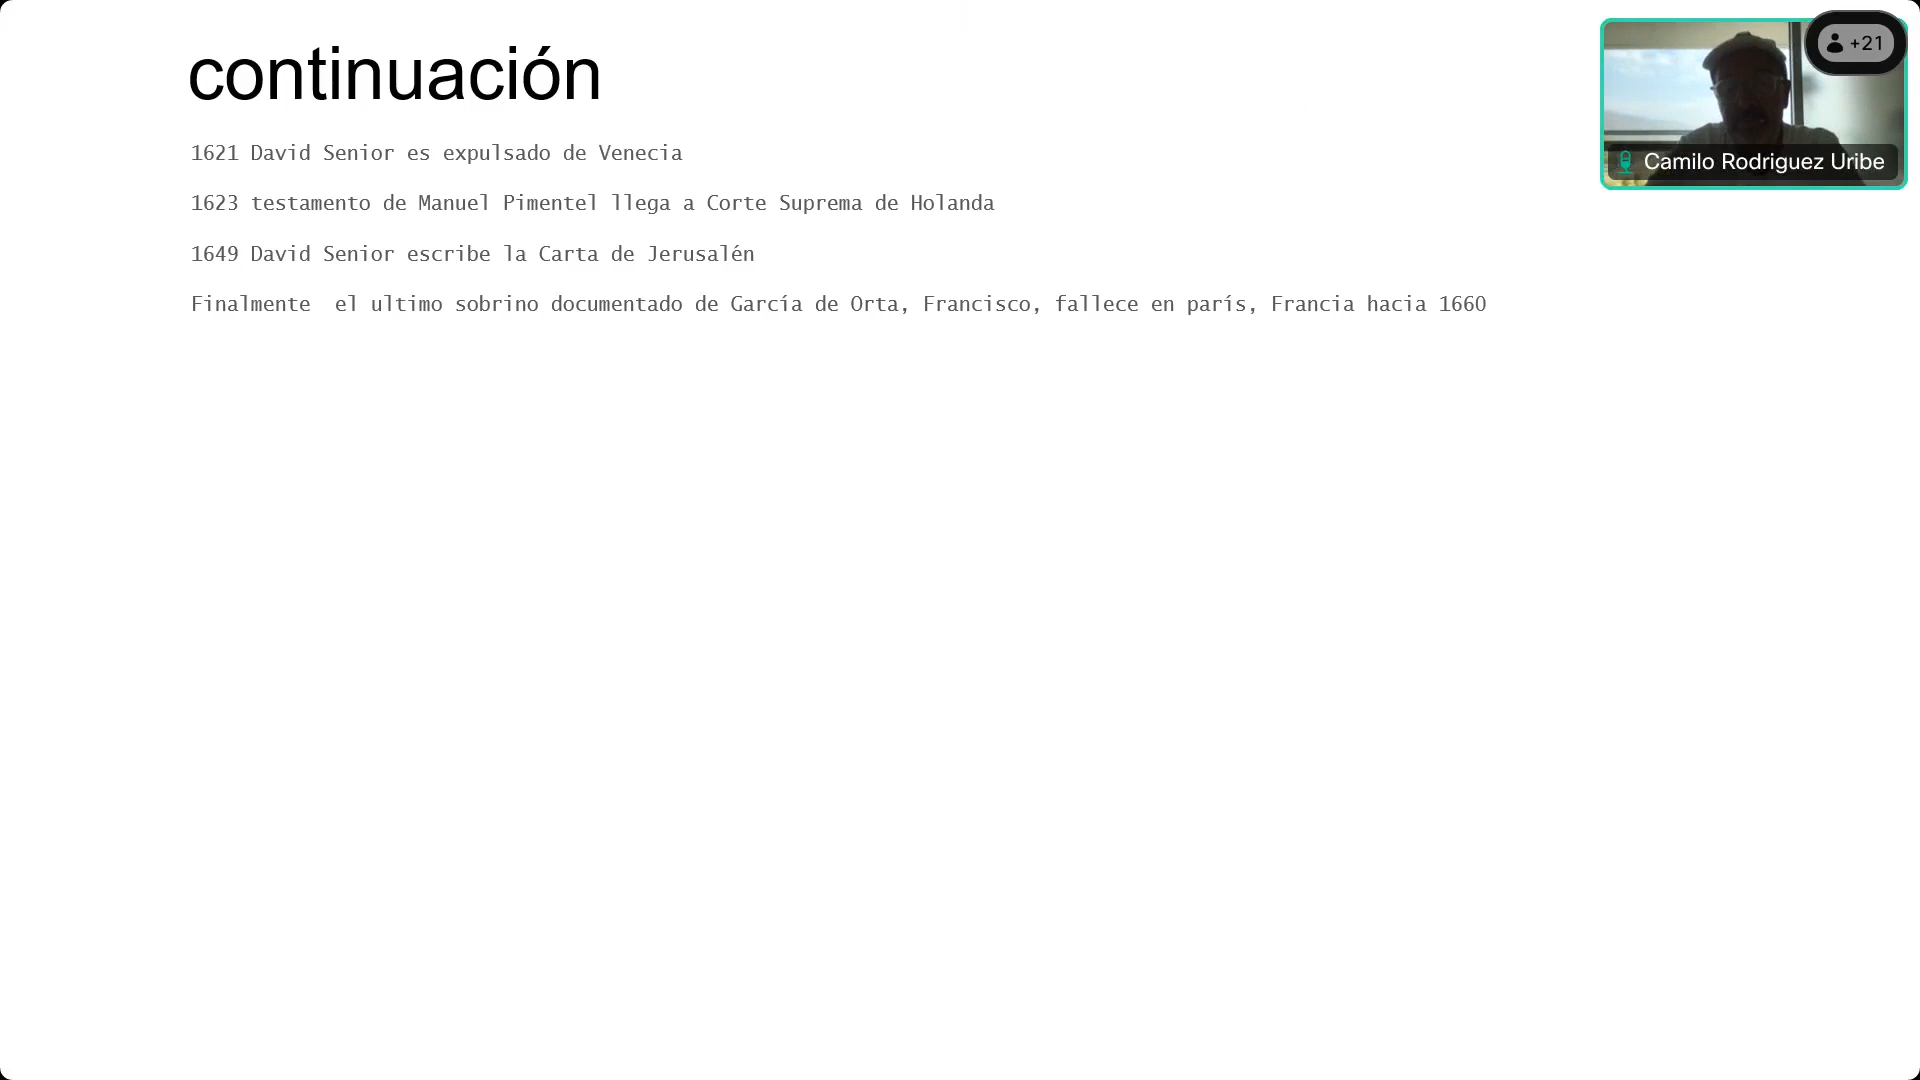 continuación
1621 David Senior es expulsado de Venecia
1623 testamento de Manuel Pimentel llega a Corte Suprema de Holanda
1649 David Senior escribe la Carta de Jerusalén
Finalmente  el ultimo sobrino documentado de García de Orta, Francisco, fallece en parís, Francia hacia 1660
+21
Camilo Rodriguez Uribe